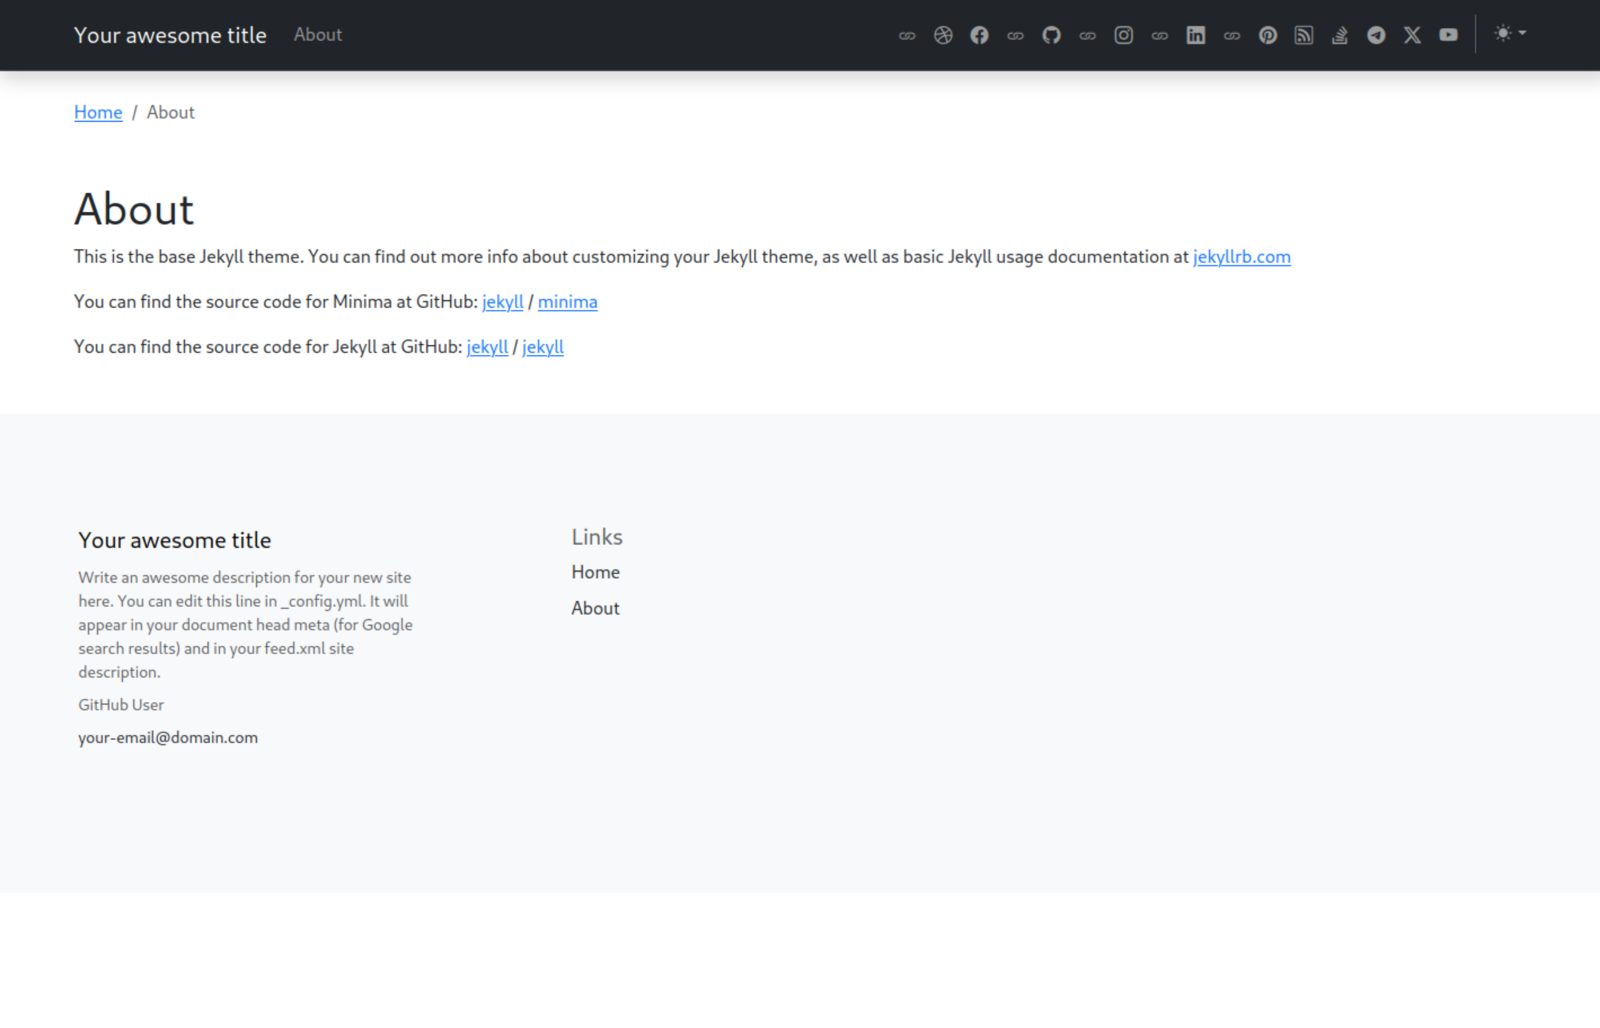 Your awesome title About
Home / About
About
This is the base Jekyll theme. You can find out more info about customizing your Jekyll theme, as well as basic Jekyll usage documentation at jekyllrb.com
You can find the source code for Minima at GitHub: jekyll / minima
You can find the source code for Jekyll at GitHub: jekyll / jekyll
Your awesome title
Write an awesome description for your new site
here. You can edit this line in _config.yml. It will
appear in your document head meta (for Google
search results) and in your feed.xml site
description.
GitHub User
your-email@domain.com
Links
Home
About